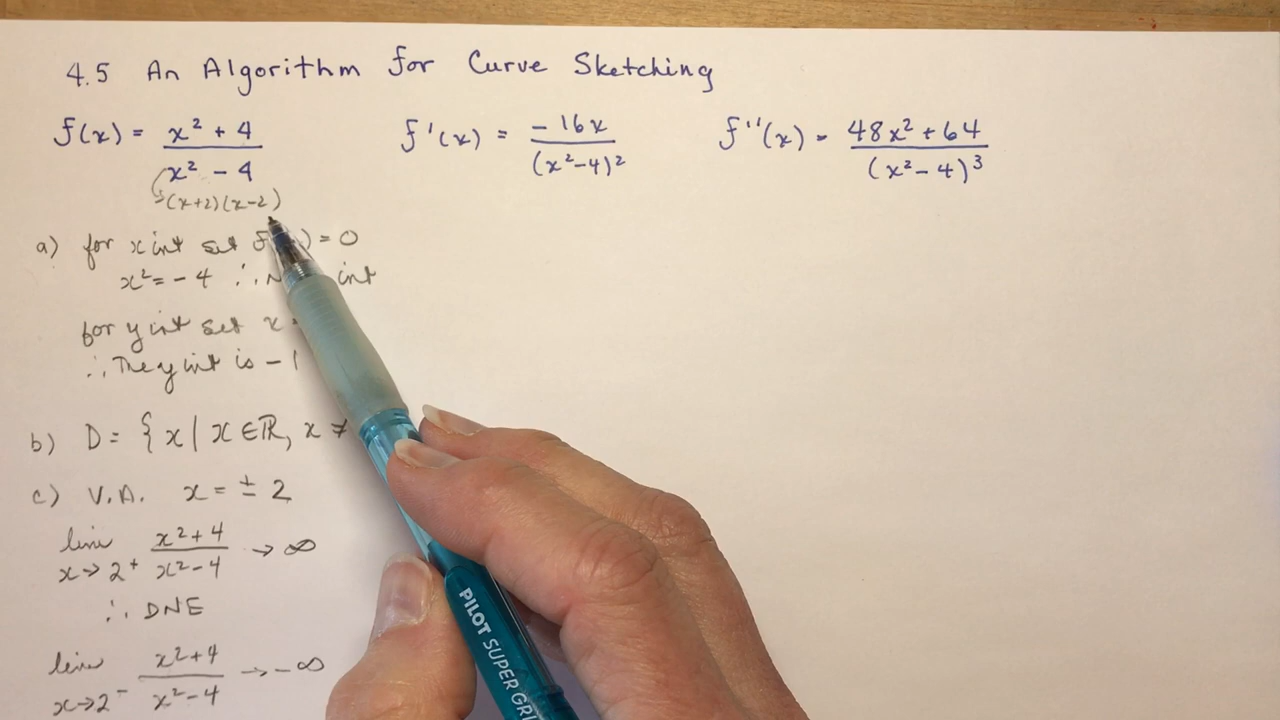 4.5 An Algorithm for Curve Sketching
f(x) = x² + 4 / x² - 4
f'(x) = -16x / (x²-4)²
f''(x) = 48x² + 64 / (x²-4)³
(x+2)(x-2)
a) for x int set f( ) = 0
x² = -4 ∴ int
for y int set x
∴ The y int is -1
b) D = { x | x ∈ ℝ, x ≠
c) V.A. x = ± 2
lim x→2⁺ x²+4 / x²-4 → ∞
∴ DNE
lim x→2⁻ x²+4 / x²-4 → -∞
PILOT SUPER GRI